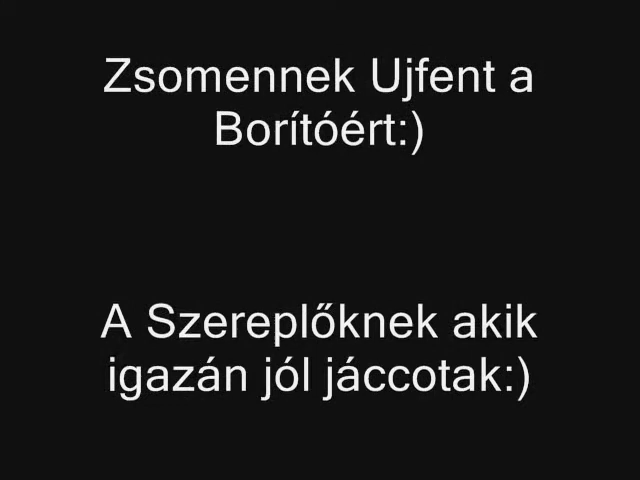 Zsomennek Ujfent a
Borítóért:)
A Szereplőknek akik
igazán jól jáccotak:)